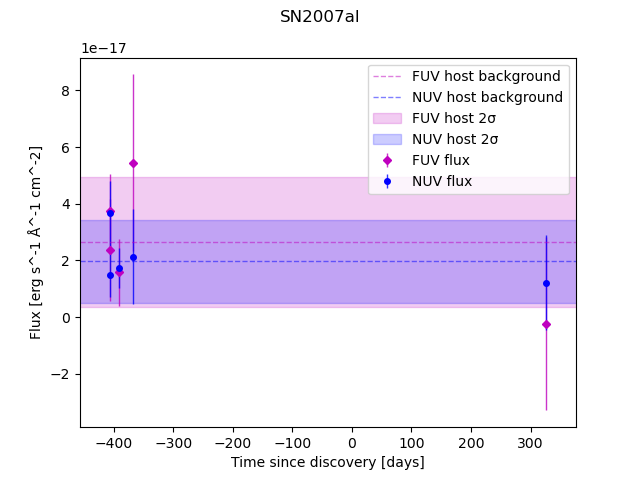 SN2007al
1e−17
Flux [erg s^-1 Å^-1 cm^-2]
8
6
4
2
0
−2
FUV host background
NUV host background
FUV host 2σ
NUV host 2σ
FUV flux
NUV flux
−400 −300 −200 −100 0 100 200 300
Time since discovery [days]